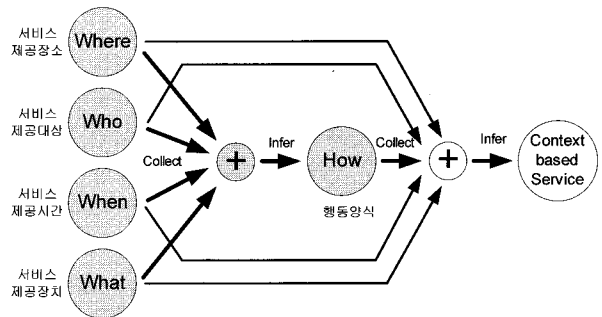 서비스
제공장소
Where
서비스
제공대상
Who
서비스
제공시간
When
서비스
제공장치
What
Collect
+
Infer
How
행동양식
Collect
+
Infer
Context
based
Service